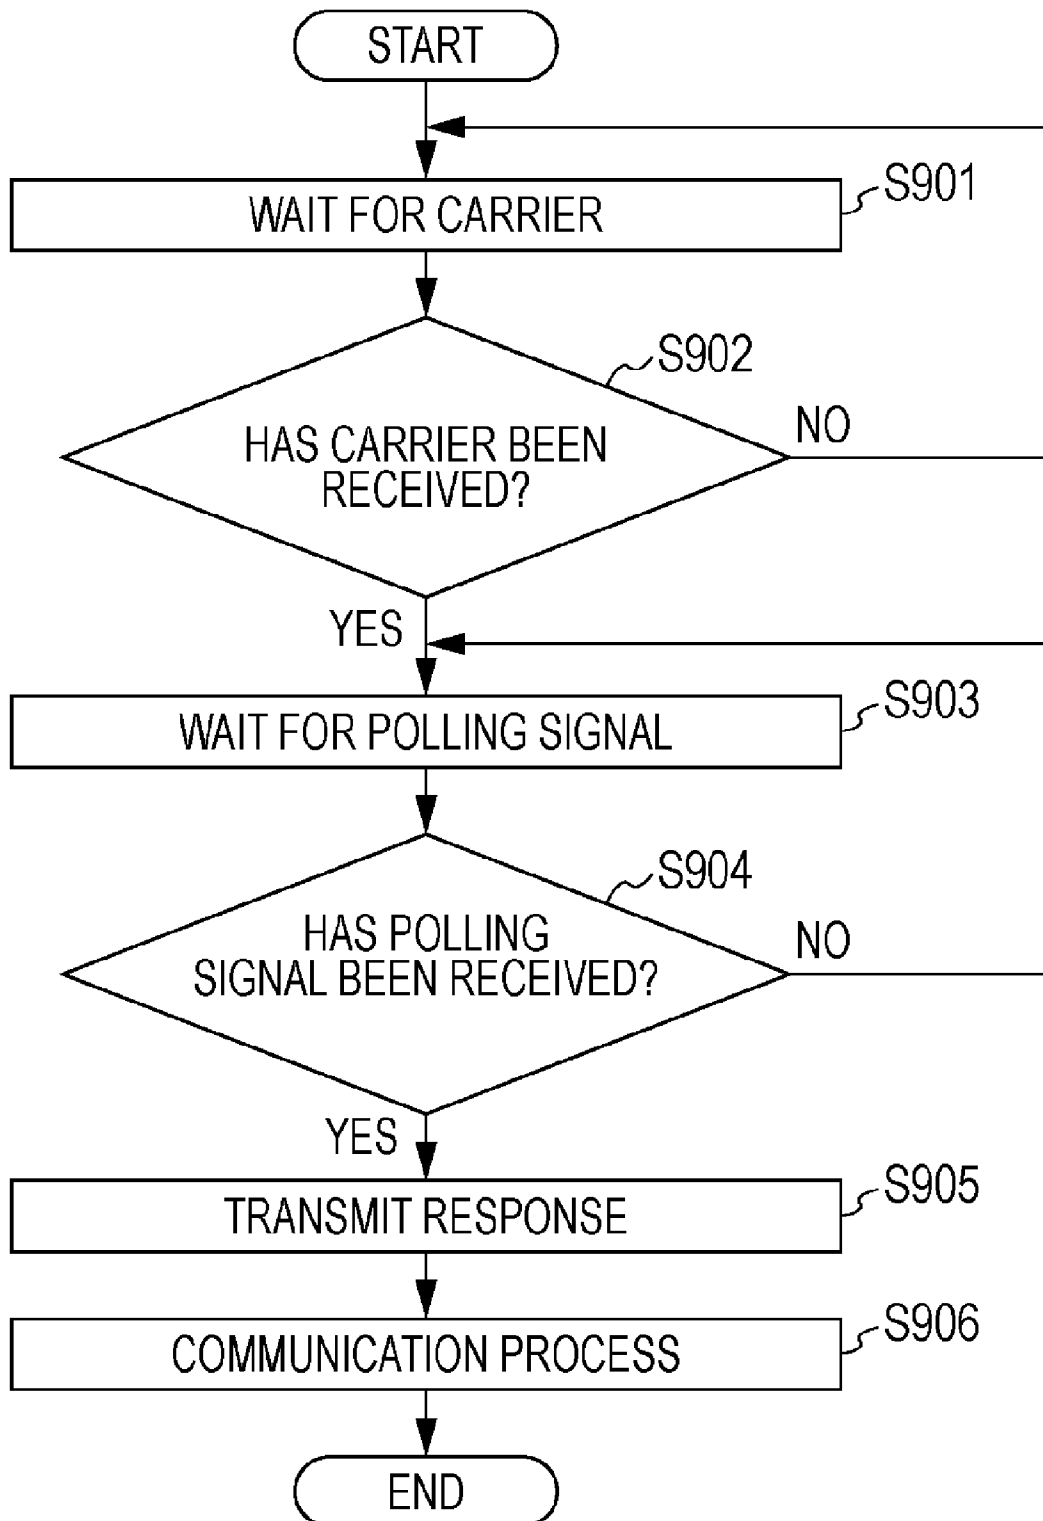 START
WAIT FOR CARRIER
S901
S902
HAS CARRIER BEEN
RECEIVED?
NO
YES
WAIT FOR POLLING SIGNAL
S903
S904
HAS POLLING
SIGNAL BEEN RECEIVED?
NO
YES
TRANSMIT RESPONSE
S905
COMMUNICATION PROCESS
S906
END